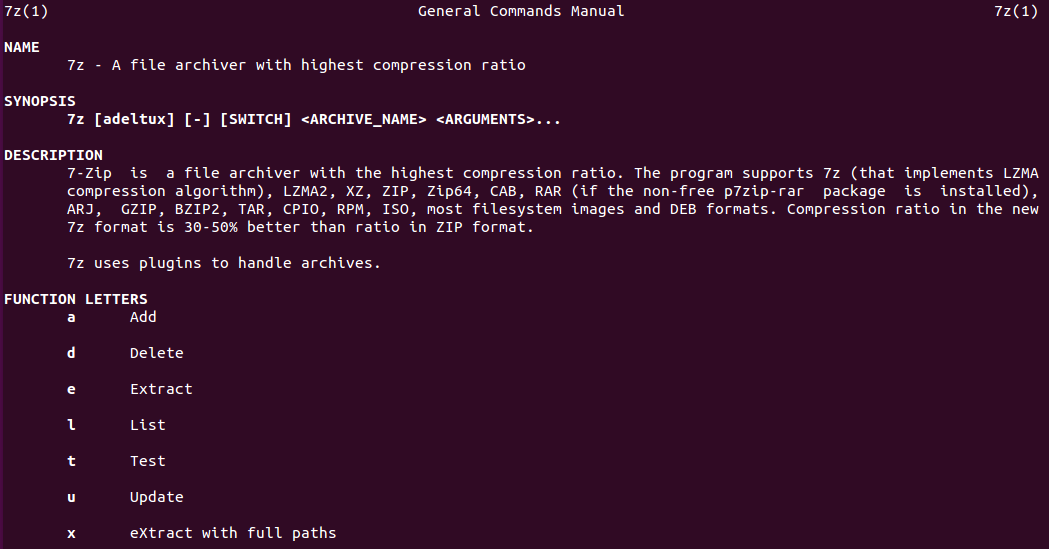 7z(1) General Commands Manual 7z(1)
NAME
7z - A file archiver with highest compression ratio
SYNOPSIS
7z [adeltux] [-] [SWITCH] <ARCHIVE_NAME> <ARGUMENTS>...
DESCRIPTION
7-Zip is a file archiver with the highest compression ratio. The program supports 7z (that implements LZMA
compression algorithm), LZMA2, XZ, ZIP, Zip64, CAB, RAR (if the non-free p7zip-rar package is installed),
ARJ, GZIP, BZIP2, TAR, CPIO, RPM, ISO, most filesystem images and DEB formats. Compression ratio in the new
7z format is 30-50% better than ratio in ZIP format.
7z uses plugins to handle archives.
FUNCTION LETTERS
a Add
d Delete
e Extract
l List
t Test
u Update
x eXtract with full paths